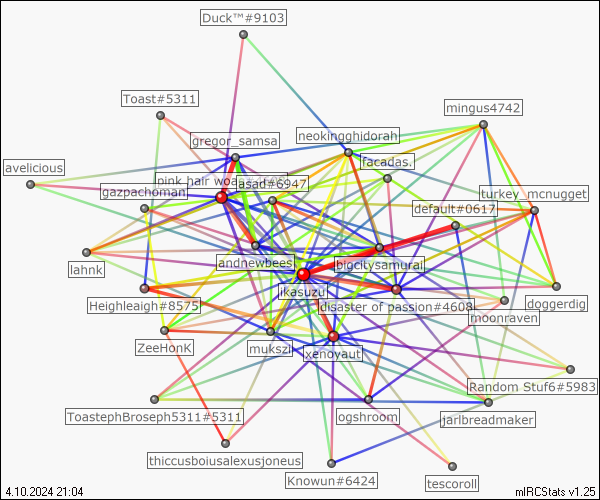 Duck™#9103
Toast#5311
mingus4742
gregor_samsa
neokingghidorah
facadas.
avelicious
pink hair
asad#6947
gazpachoman
turkey_mcnugget
default#0617
andnewbees
bigcitysamurai
lahnk
ikasuzu
Heighleaigh#8575
disaster of passion#4608
doggerdig
moonraven
ZeeHonK
mukszi
xenoyaut
Random Stuf6#5983
ToastephBroseph5311#5311
ogshroom
jarlbreadmaker
thiccusboiusalexusjoneus
Knowun#6424
tescoroll
4.10.2024 21:04
mIRCStats v1.25